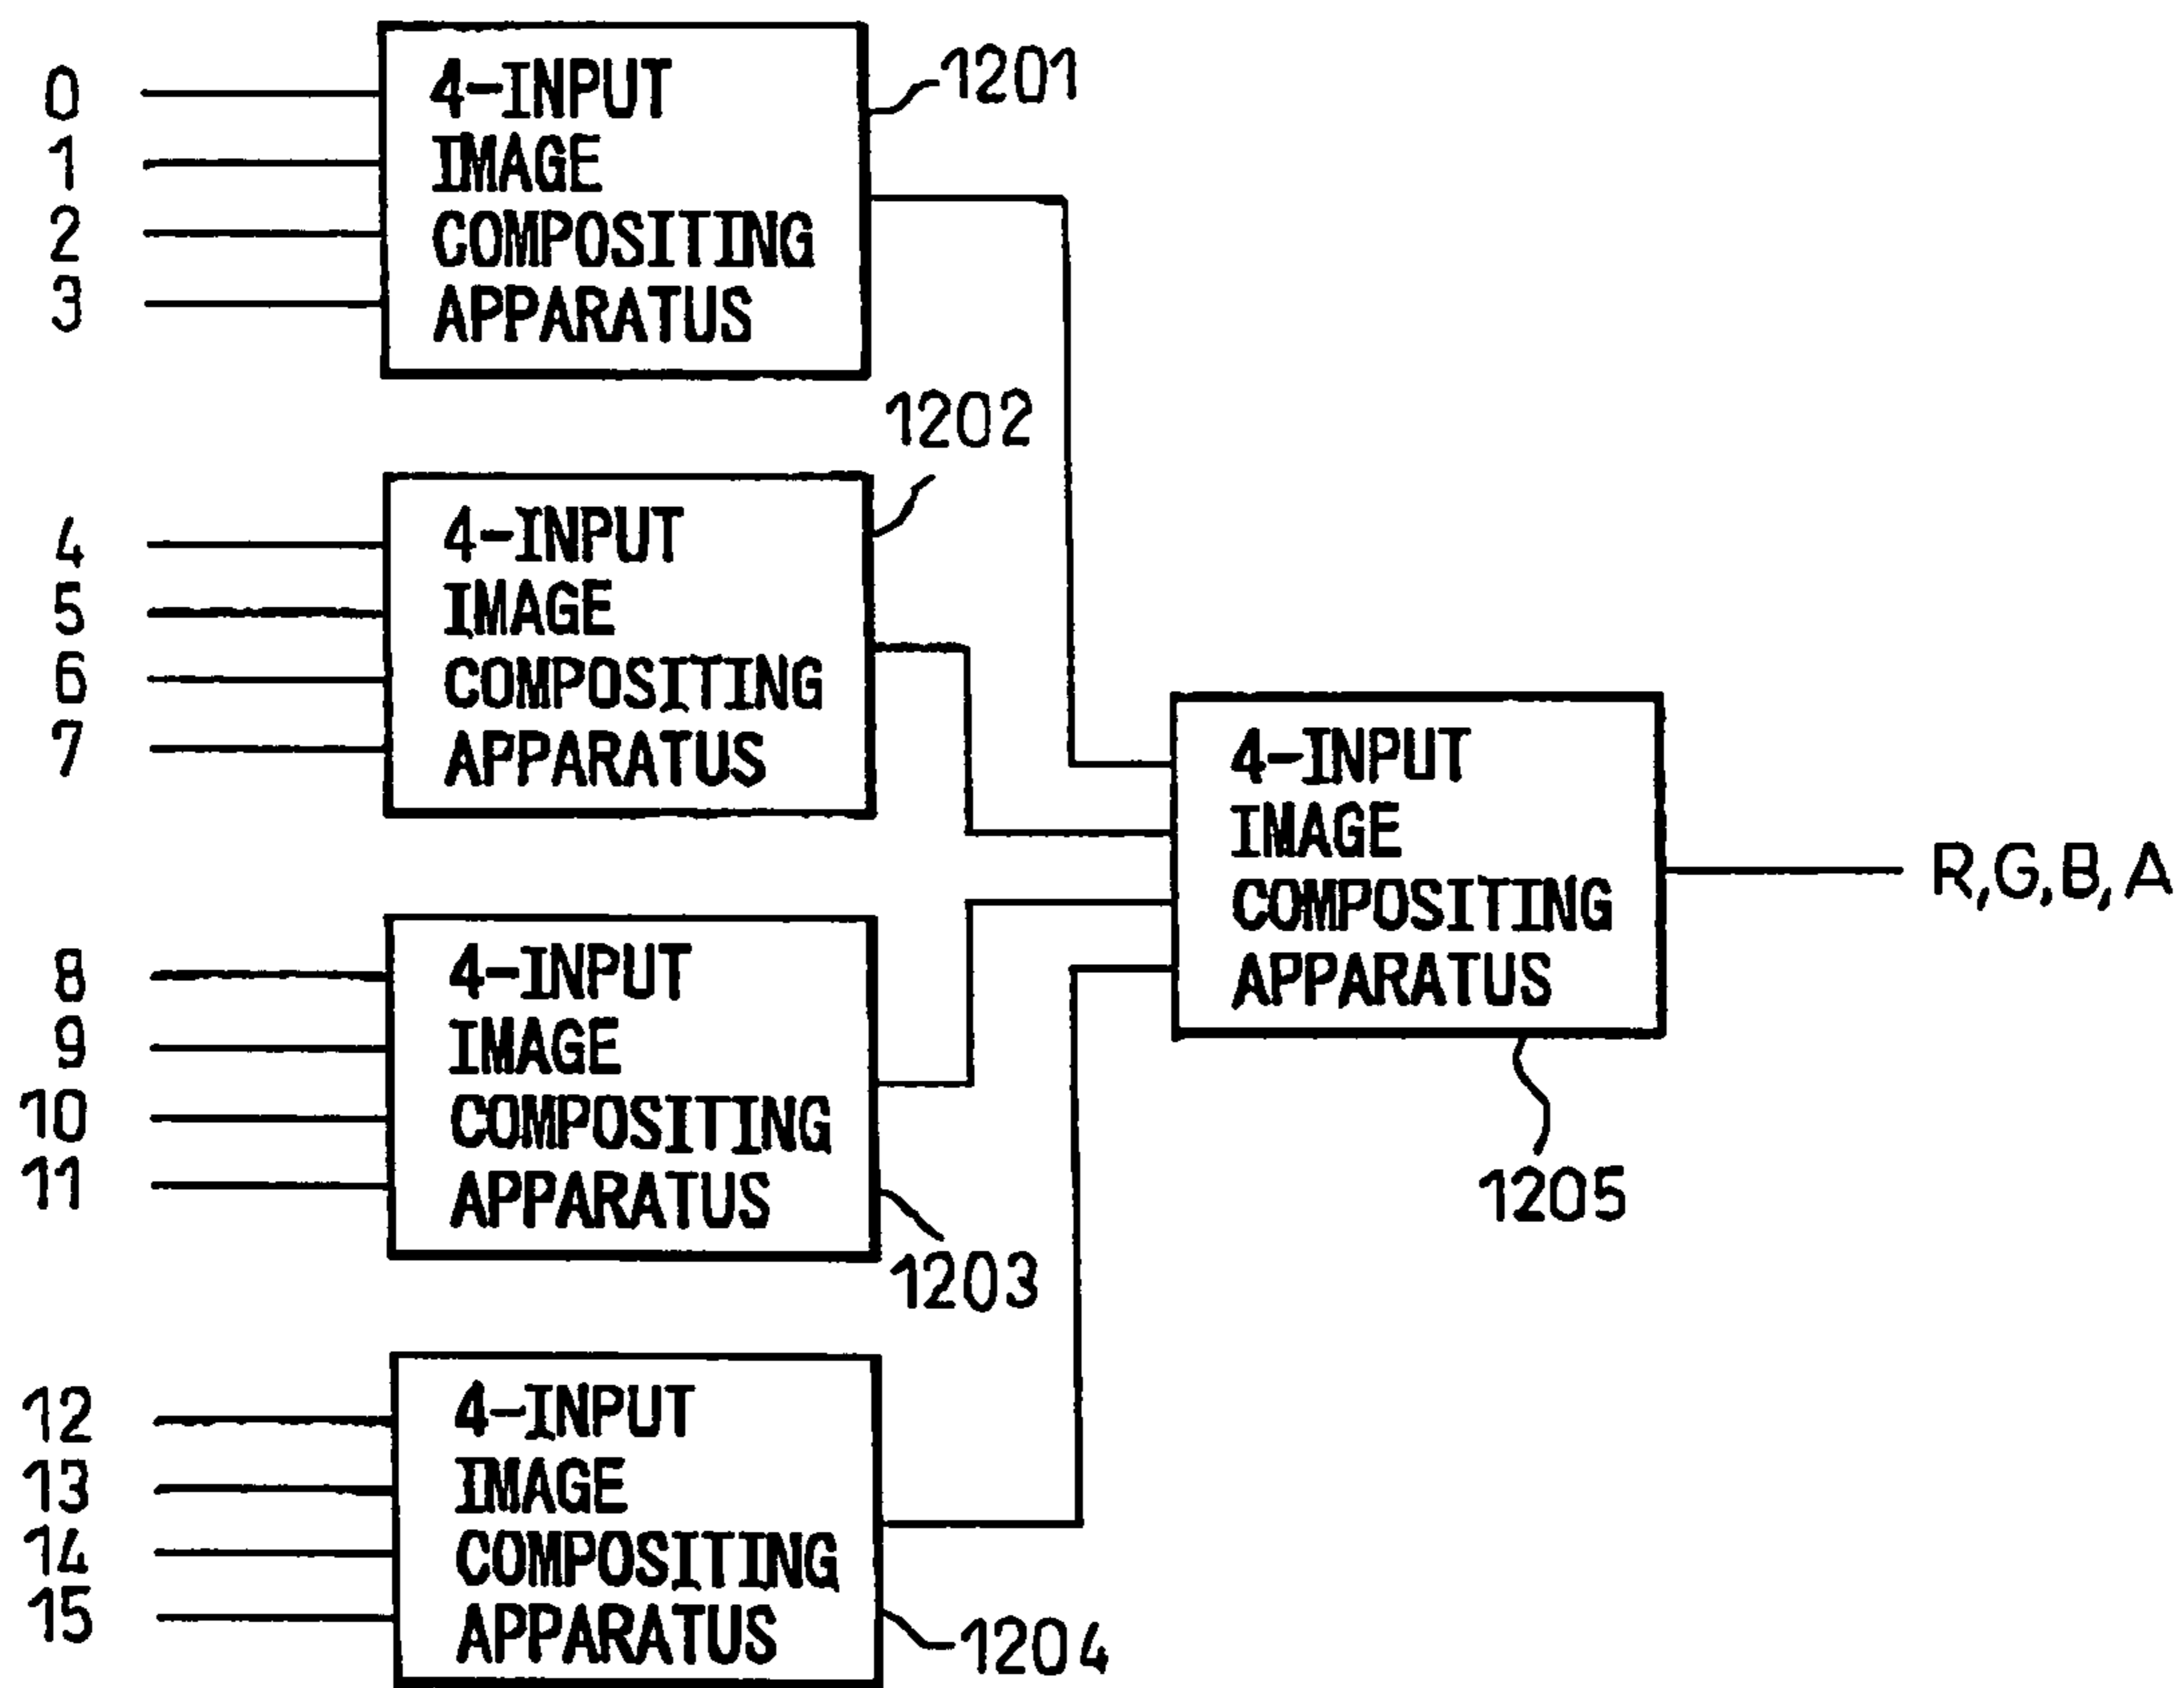 0
1
2
3
4-INPUT
IMAGE
COMPOSITING
APPARATUS
1201
4
5
6
7
4-INPUT
IMAGE
COMPOSITING
APPARATUS
1202
8
9
10
11
4-INPUT
IMAGE
COMPOSITING
APPARATUS
1203
12
13
14
15
4-INPUT
IMAGE
COMPOSITING
APPARATUS
1204
4-INPUT
IMAGE
COMPOSITING
APPARATUS
1205
R,G,B,A